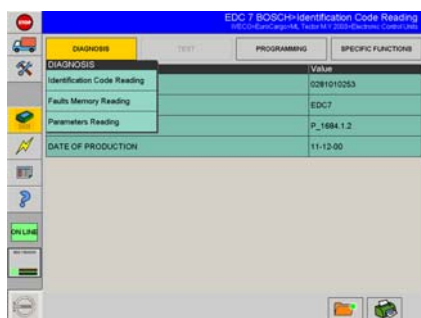 EDC 7 BOSCH>Identification Code Reading
DIAGNOSIS
TEST
PROGRAMMING
SPECIFIC FUNCTIONS
DIAGNOSIS
Value
Identification Code Reading
0281010253
Faults Memory Reading
EDC7
Parameters Reading
P_1684.1.2
DATE OF PRODUCTION
11-12-00
ON LINE